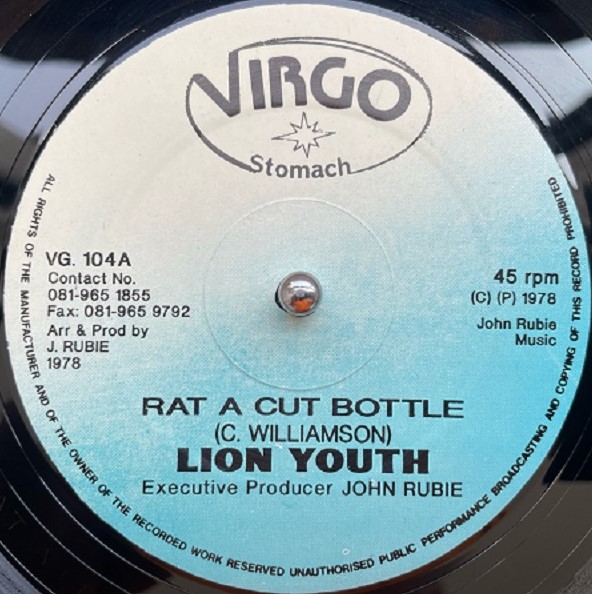 VIRGO
Stomach
VG. 104A
Contact No.
081-965 1855
Fax: 081-965 9792
Arr & Prod by
J. RUBIE
1978
45 rpm
(C) (P) 1978
John Rubie
Music
RAT A CUT BOTTLE
(C. WILLIAMSON)
LION YOUTH
Executive Producer JOHN RUBIE
ALL RIGHTS OF THE MANUFACTURER AND OF THE OWNER OF THE RECORDED WORK RESERVED UNAUTHORISED PUBLIC PERFORMANCE BROADCASTING AND COPYING OF THIS RECORD PROHIBITED